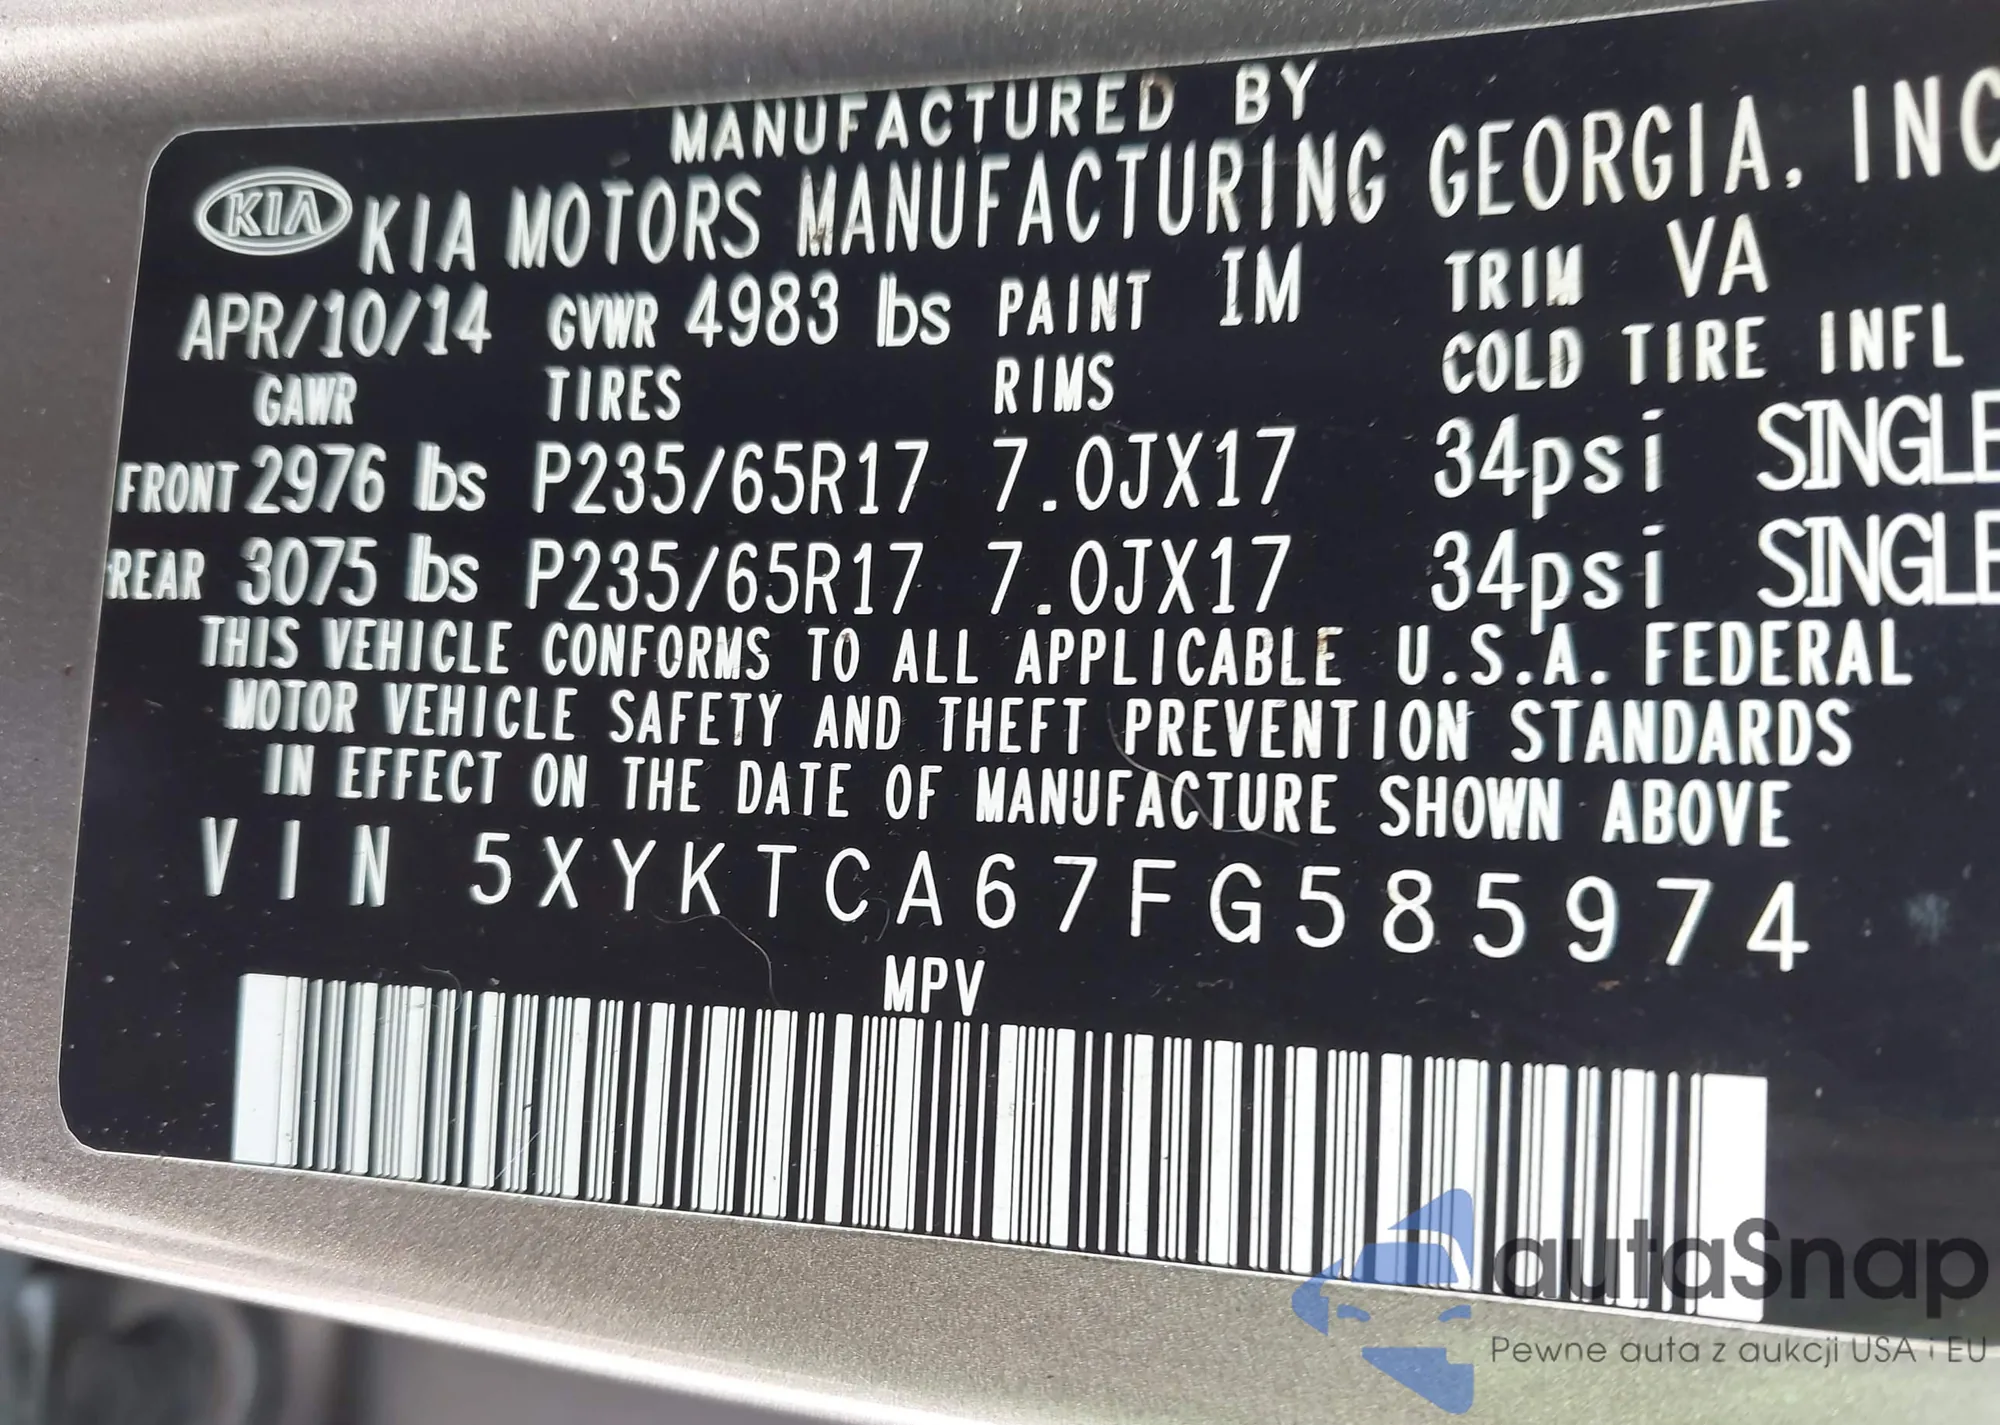 MANUFACTURED BY
KIA KIA MOTORS MANUFACTURING GEORGIA, INC
APR/10/14 GVWR 4983 lbs PAINT IM TRIM VA
GAWR TIRES RIMS COLD TIRE INFL
FRONT 2976 lbs P235/65R17 7.0JX17 34psi SINGLE
REAR 3075 lbs P235/65R17 7.0JX17 34psi SINGLE
THIS VEHICLE CONFORMS TO ALL APPLICABLE U.S.A. FEDERAL
MOTOR VEHICLE SAFETY AND THEFT PREVENTION STANDARDS
IN EFFECT ON THE DATE OF MANUFACTURE SHOWN ABOVE
VIN 5XYKTCA67FG585974
MPV
autaSnap
Pewne auta z aukcji USA i EU